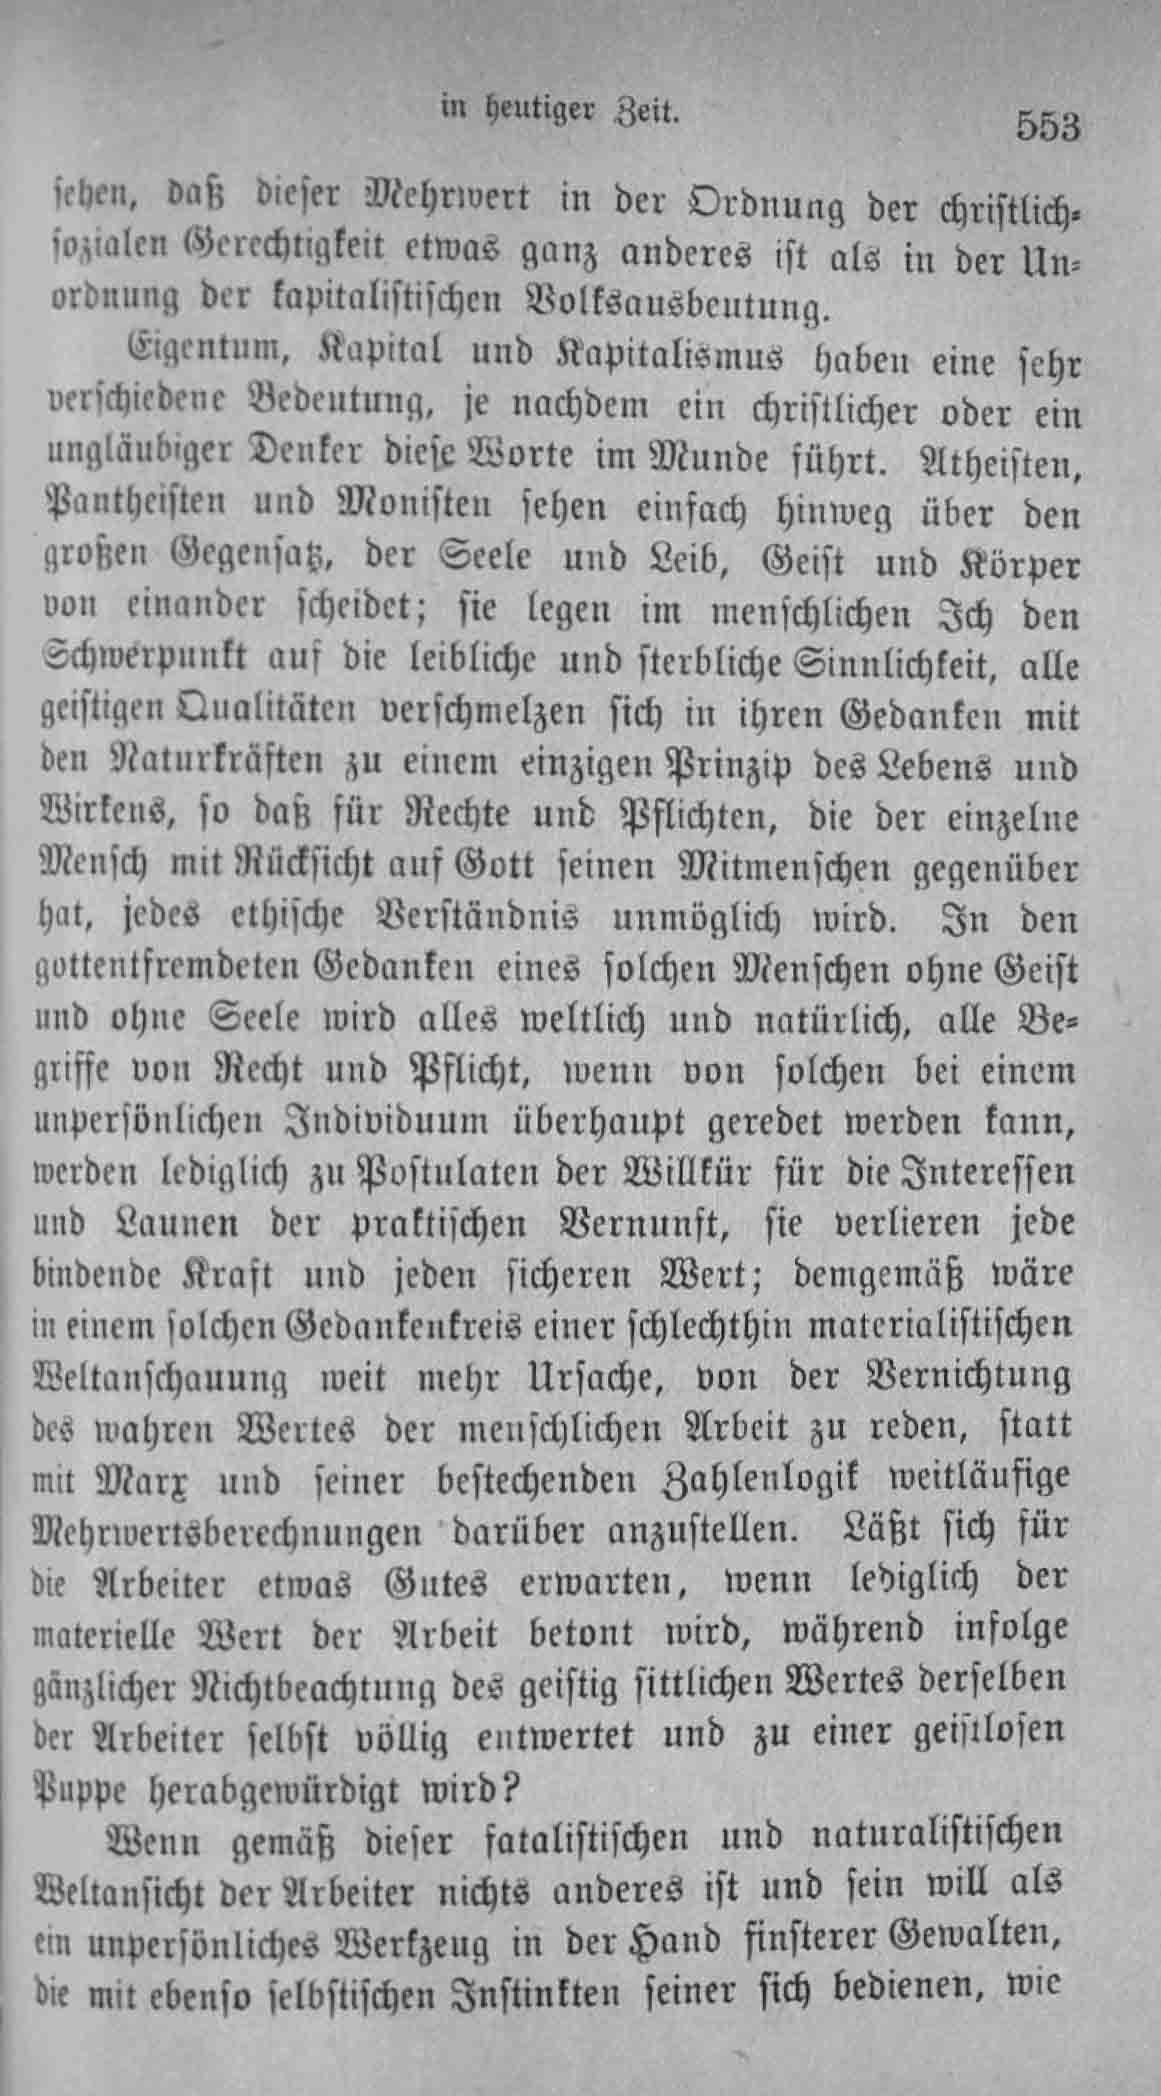 in heutiger Zeit.
553
sehen, daß dieser Mehrwert in der Ordnung der christlich-
sozialen Gerechtigkeit etwas ganz anderes ist als in der Un-
ordnung der kapitalistischen Volksausbeutung.
Eigentum, Kapital und Kapitalismus haben eine sehr
verschiedene Bedeutung, je nachdem ein christlicher oder ein
ungläubiger Denker diese Worte im Munde führt. Atheisten,
Pantheisten und Monisten sehen einfach hinweg über den
großen Gegensatz, der Seele und Leib, Geist und Körper
von einander scheidet; sie legen im menschlichen Ich den
Schwerpunkt auf die leibliche und sterbliche Sinnlichkeit, alle
geistigen Qualitäten verschmelzen sich in ihren Gedanken mit
den Naturkräften zu einem einzigen Prinzip des Lebens und
Wirkens, so daß für Rechte und Pflichten, die der einzelne
Mensch mit Rücksicht auf Gott seinen Mitmenschen gegenüber
hat, jedes ethische Verständnis unmöglich wird. In den
gottentfremdeten Gedanken eines solchen Menschen ohne Geist
und ohne Seele wird alles weltlich und natürlich, alle Be-
griffe von Recht und Pflicht, wenn von solchen bei einem
unpersönlichen Individuum überhaupt geredet werden kann,
werden lediglich zu Postulaten der Willkür für die Interessen
und Launen der praktischen Vernunft, sie verlieren jede
bindende Kraft und jeden sicheren Wert; demgemäß wäre
in einem solchen Gedankenkreis einer schlechthin materialistischen
Weltanschauung weit mehr Ursache, von der Vernichtung
des wahren Wertes der menschlichen Arbeit zu reden, statt
mit Marx und seiner bestechenden Zahlenlogik weitläufige
Mehrwertsberechnungen darüber anzustellen. Läßt sich für
die Arbeiter etwas Gutes erwarten, wenn lediglich der
materielle Wert der Arbeit betont wird, während infolge
gänzlicher Nichtbeachtung des geistig sittlichen Wertes derselben
der Arbeiter selbst völlig entwertet und zu einer geistlosen
Puppe herabgewürdigt wird?
Wenn gemäß dieser fatalistischen und naturalistischen
Weltansicht der Arbeiter nichts anderes ist und sein will als
ein unpersönliches Werkzeug in der Hand finsterer Gewalten,
die mit ebenso selbstischen Instinkten seiner sich bedienen, wie